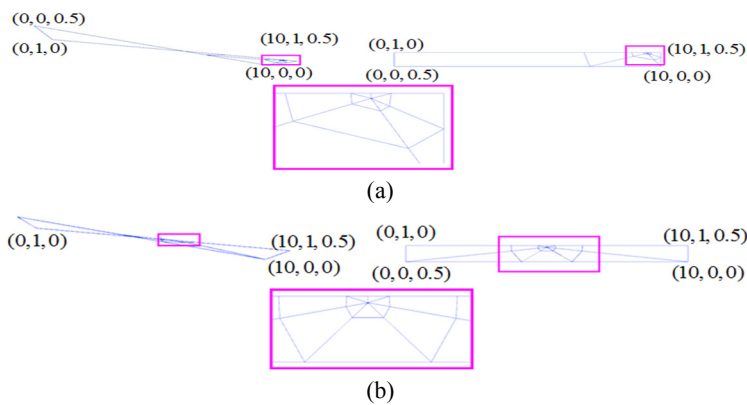 (0, 0, 0.5)
(0,1,0)
(10,1,0.5)
(10,0,0)
(0,1,0)
(0,0,0.5)
(10,1,0.5)
(10,0,0)
(a)
(0,1,0)
(10,1,0.5)
(10, 0, 0)
(0,1,0)
(0, 0, 0.5)
(10,1,0.5)
(10, 0, 0)
(b)